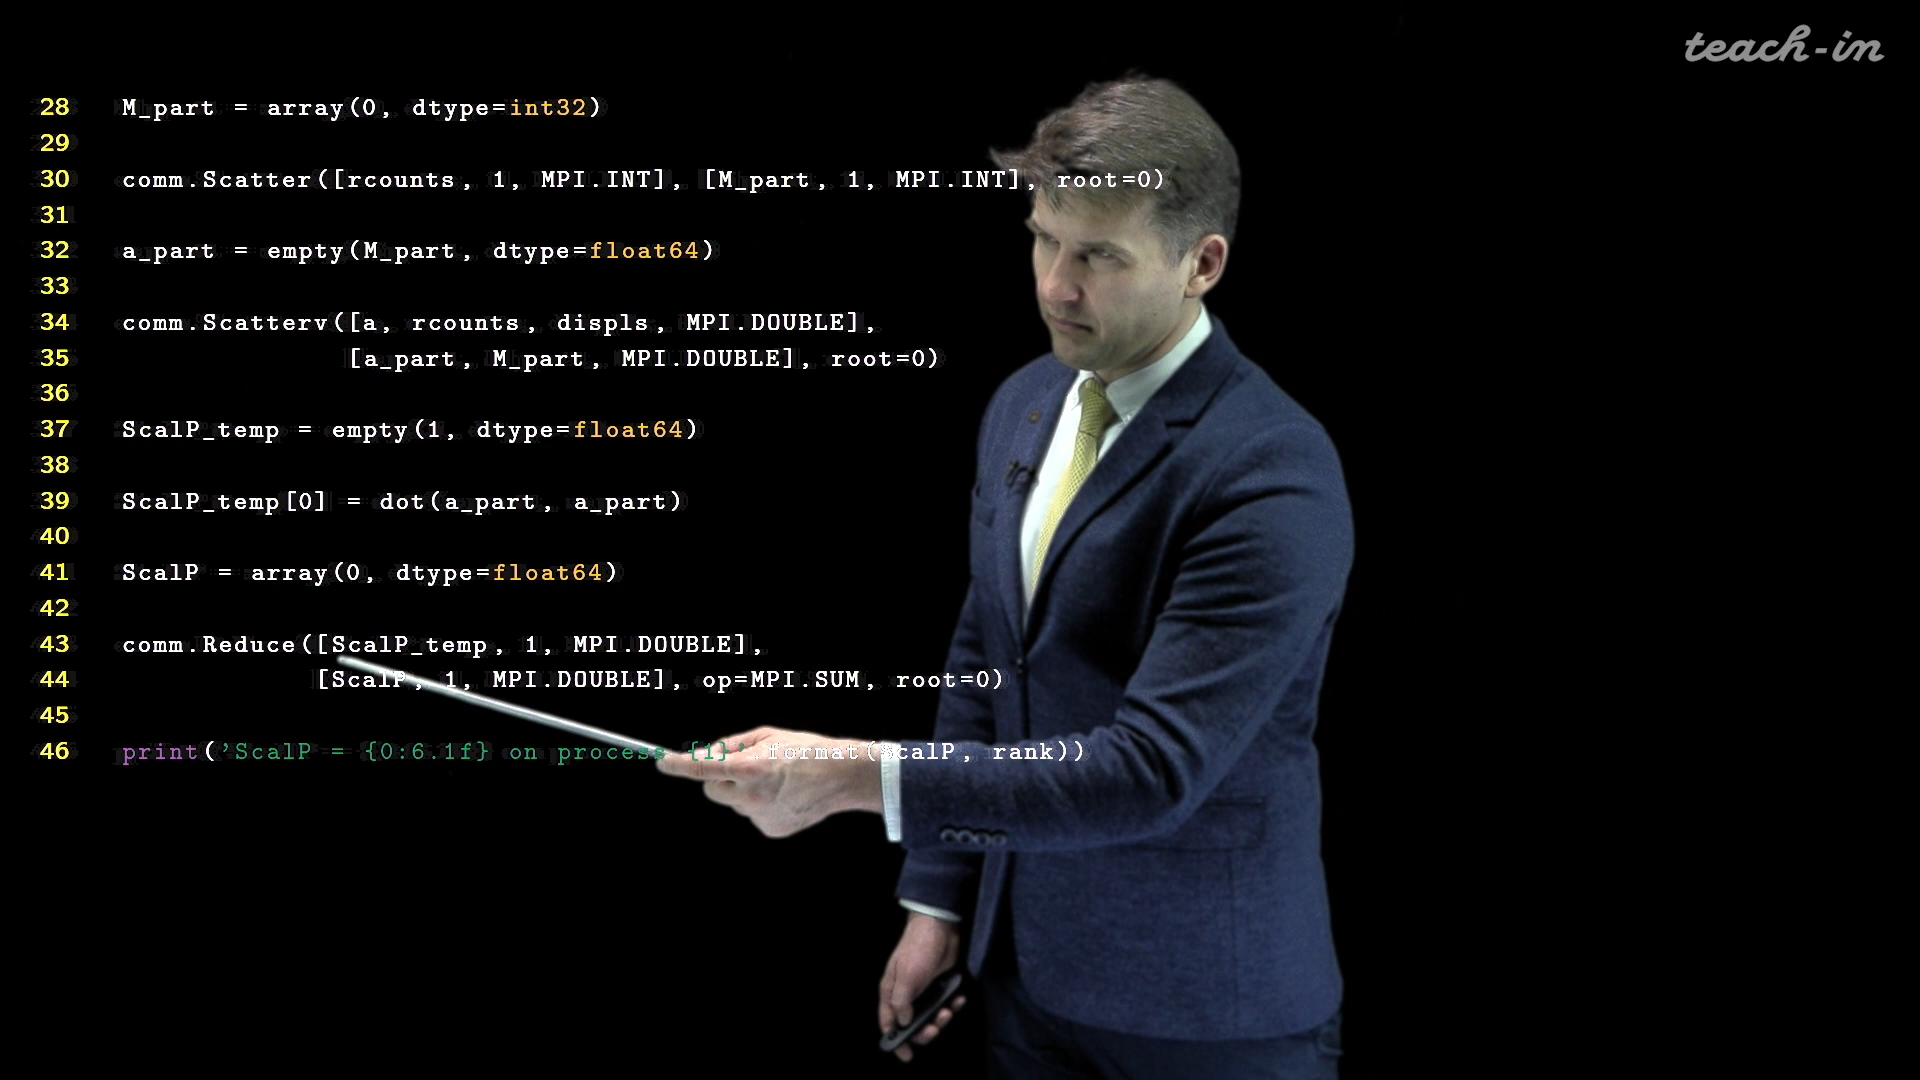 teach-in
28 M_part = array(0, dtype=int32)
29
30 comm.Scatter([rcounts, 1, MPI.INT], [M_part, 1, MPI.INT], root=0)
31
32 a_part = empty(M_part, dtype=float64)
33
34 comm.Scatterv([a, rcounts, displs, MPI.DOUBLE],
35 [a_part, M_part, MPI.DOUBLE], root=0)
36
37 ScalP_temp = empty(1, dtype=float64)
38
39 ScalP_temp[0] = dot(a_part, a_part)
40
41 ScalP = array(0, dtype=float64)
42
43 comm.Reduce([ScalP_temp, 1, MPI.DOUBLE],
44 [ScalP, 1, MPI.DOUBLE], op=MPI.SUM, root=0)
45
46 print('ScalP = {0:6.1f} on process {1}'.format(ScalP, rank))